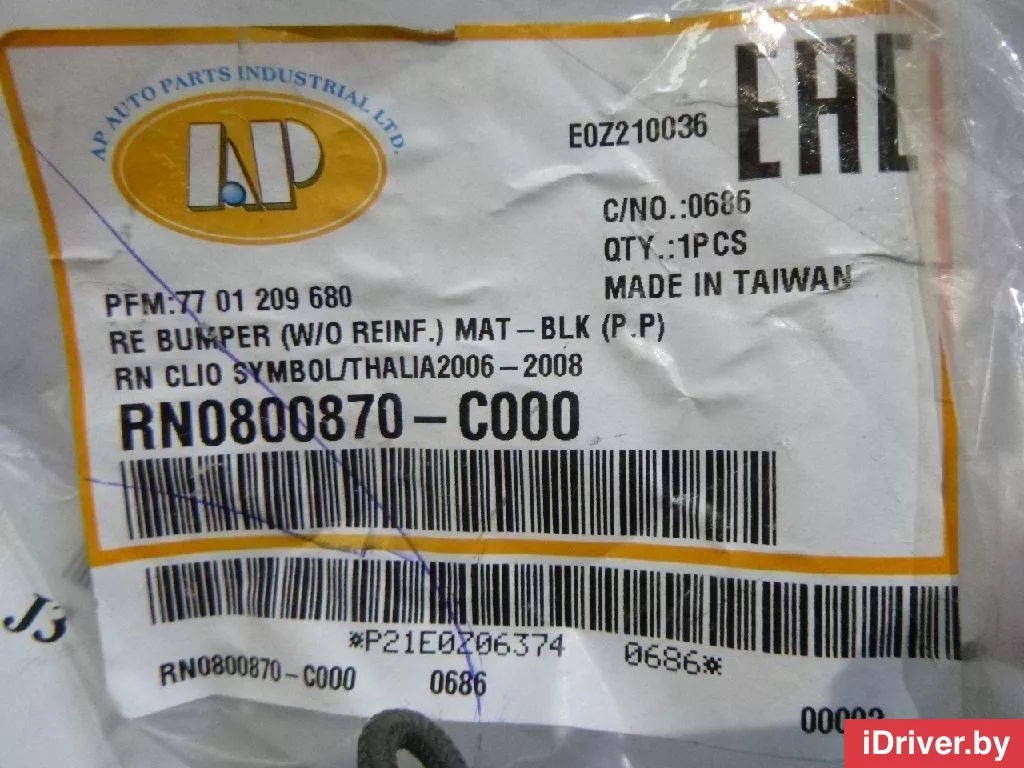 AP AUTO PARTS INDUSTRIAL, LTD.
AP
EAC
E0Z210036
C/NO.:0686
QTY.:1PCS
MADE IN TAIWAN
PFM:77 01 209 680
RE BUMPER (W/O REINF.) MAT-BLK (P.P)
RN CLIO SYMBOL/THALIA2006-2008
RN0800870-C000
*P21E0Z06374 0686*
RN0800870-C000 0686
J3
iDriver.by